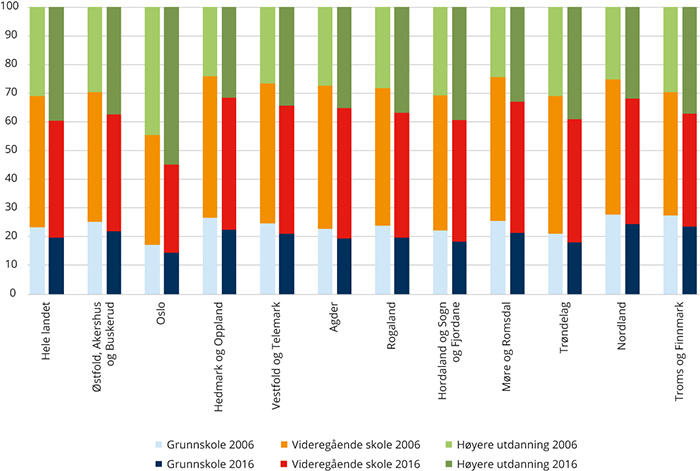 100
90
80
70
60
50
40
30
20
10
0
Hele landet
Østfold, Akershus
og Buskerud
Oslo
Hedmark og Oppland
Vestfold og Telemark
Agder
Rogaland
Hordaland og Sogn
og Fjordane
Møre og Romsdal
Trøndelag
Nordland
Troms og Finnmark
Grunnskole 2006
Videregående skole 2006
Høyere utdanning 2006
Grunnskole 2016
Videregående skole 2016
Høyere utdanning 2016